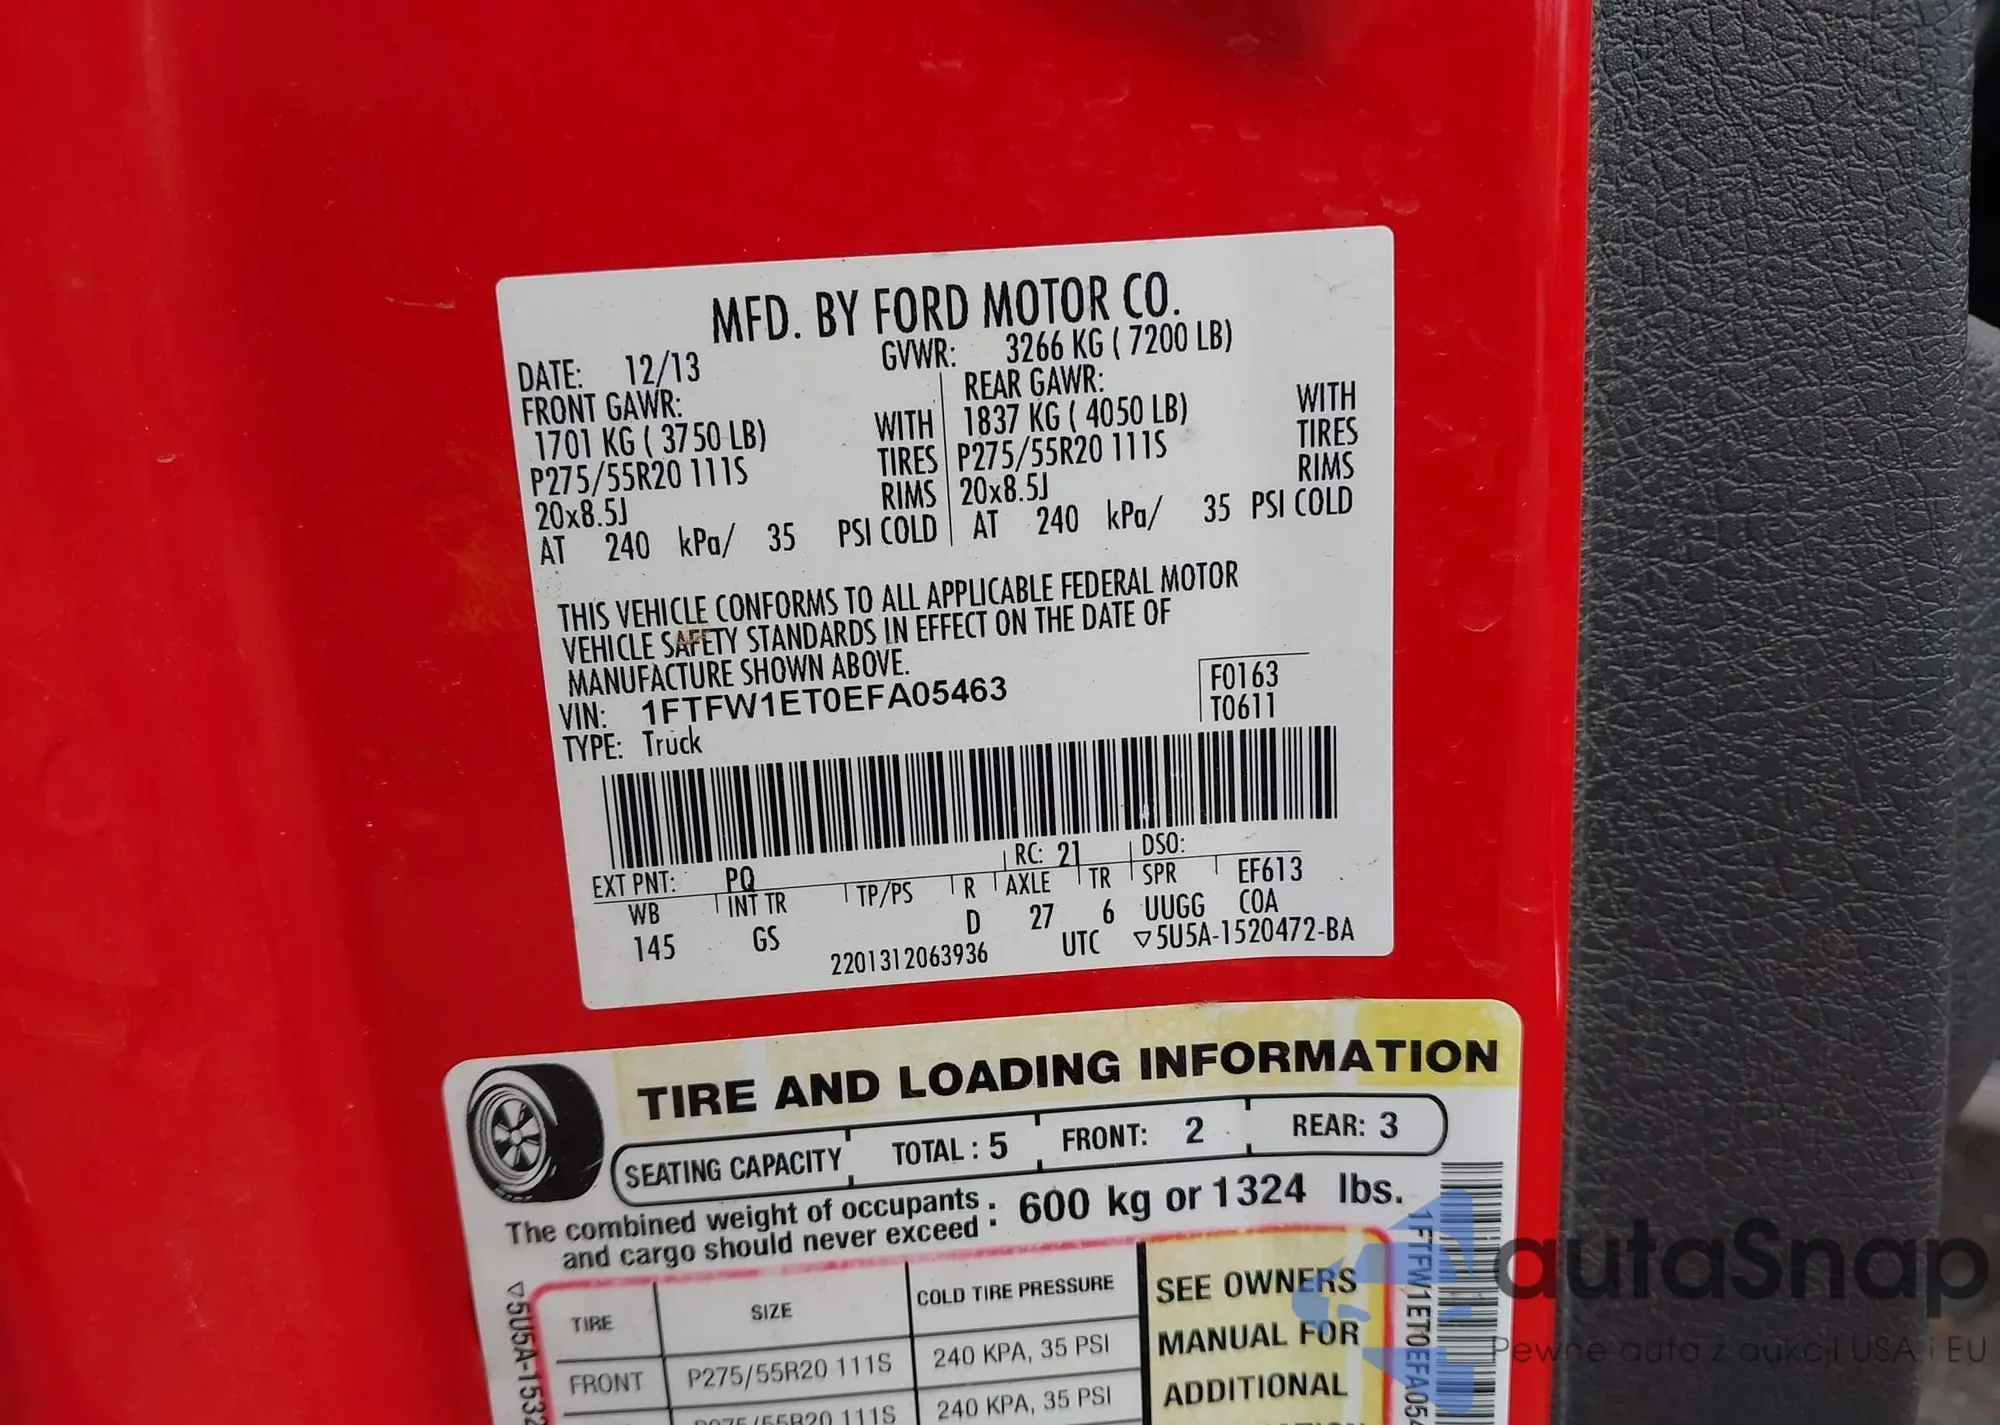 MFD. BY FORD MOTOR CO.
DATE: 12/13 GVWR: 3266 KG ( 7200 LB)
FRONT GAWR: REAR GAWR:
1701 KG ( 3750 LB) WITH 1837 KG ( 4050 LB) WITH
P275/55R20 111S TIRES P275/55R20 111S TIRES
20x8.5J RIMS 20x8.5J RIMS
AT 240 kPa/ 35 PSI COLD AT 240 kPa/ 35 PSI COLD
THIS VEHICLE CONFORMS TO ALL APPLICABLE FEDERAL MOTOR
VEHICLE SAFETY STANDARDS IN EFFECT ON THE DATE OF
MANUFACTURE SHOWN ABOVE.
VIN: 1FTFW1ET0EFA05463
TYPE: Truck
F0163
T0611
EXT PNT: PQ RC: 21 DSO:
WB INT TR TP/PS R AXLE TR SPR EF613
145 GS D 27 6 UUGG COA
2201312063936 UTC ▽5U5A-1520472-BA
TIRE AND LOADING INFORMATION
SEATING CAPACITY TOTAL : 5 FRONT: 2 REAR: 3
The combined weight of occupants
and cargo should never exceed : 600 kg or 1324 lbs.
TIRE SIZE COLD TIRE PRESSURE
FRONT P275/55R20 111S 240 KPA, 35 PSI
P275/55R20 111S 240 KPA, 35 PSI
SEE OWNERS
MANUAL FOR
ADDITIONAL
▽5U5A-1532
1FTFW1ET0EFA054
autaSnap
Pewne auta z aukcji USA i EU